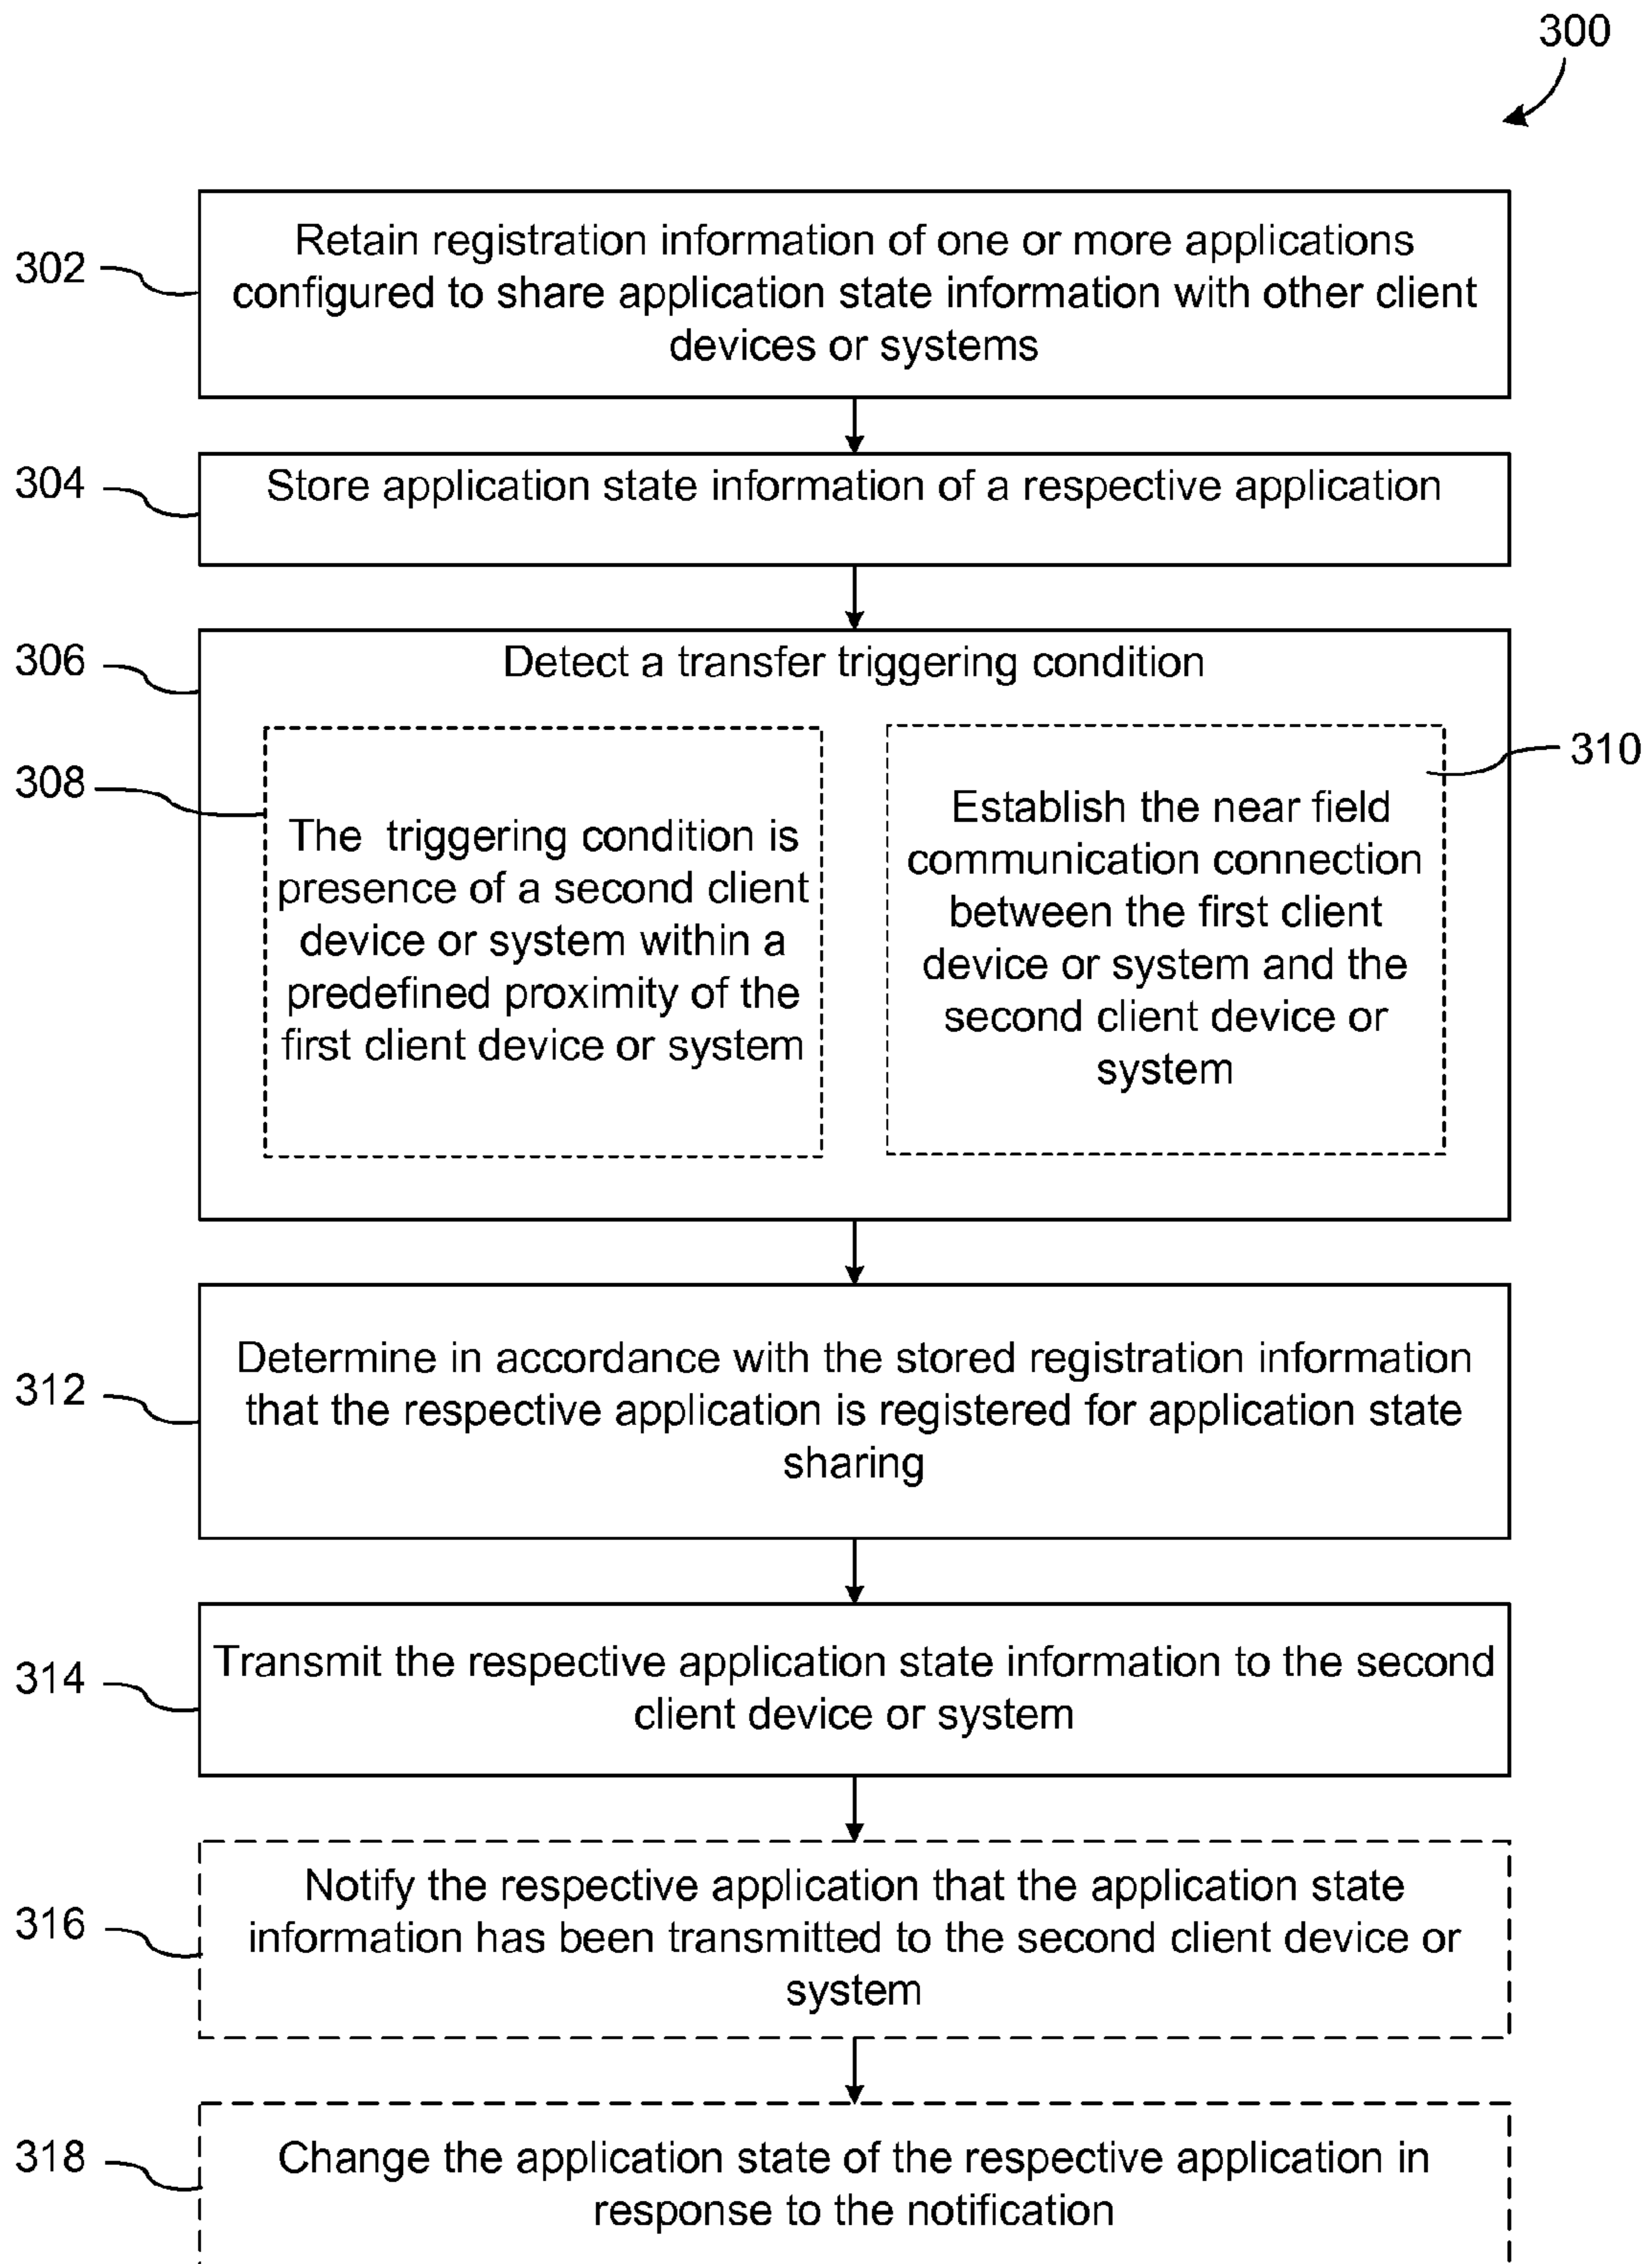 300
302
Retain registration information of one or more applications
configured to share application state information with other client
devices or systems
304
Store application state information of a respective application
306
Detect a transfer triggering condition
308
The triggering condition is
presence of a second client
device or system within a
predefined proximity of the
first client device or system
310
Establish the near field
communication connection
between the first client
device or system and the
second client device or
system
312
Determine in accordance with the stored registration information
that the respective application is registered for application state
sharing
314
Transmit the respective application state information to the second
client device or system
316
Notify the respective application that the application state
information has been transmitted to the second client device or
system
318
Change the application state of the respective application in
response to the notification